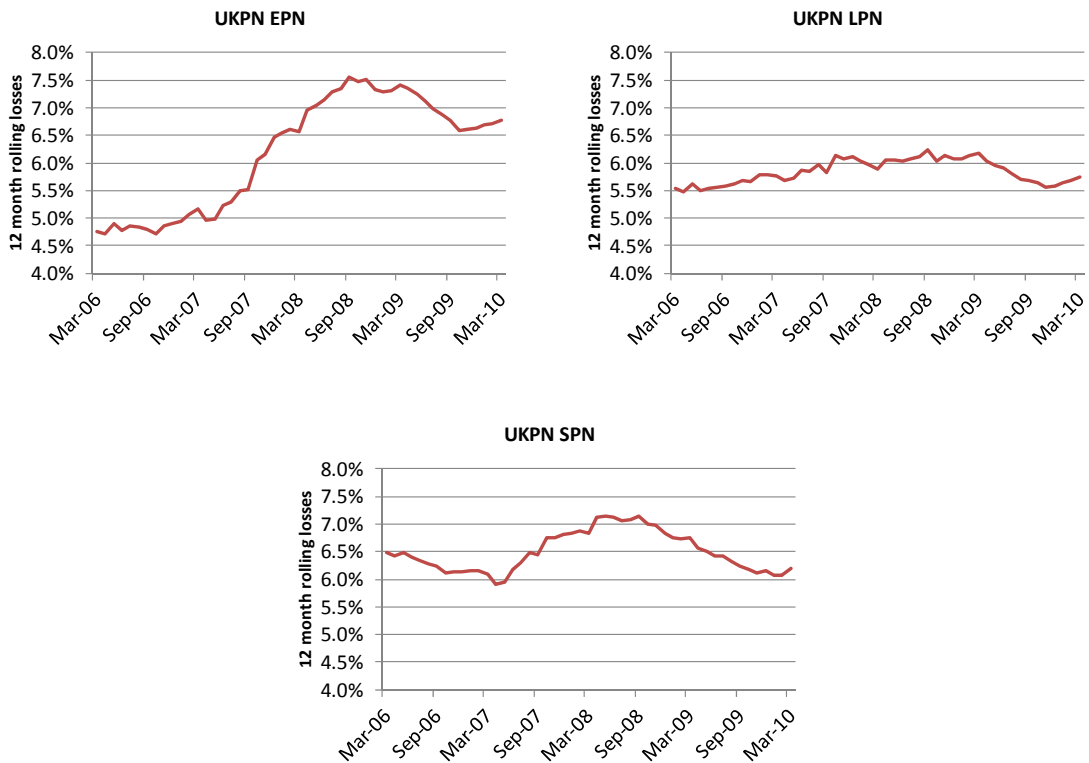 UKPN EPN
12 month rolling losses
8.0%
7.5%
7.0%
6.5%
6.0%
5.5%
5.0%
4.5%
4.0%
Mar-06
Sep-06
Mar-07
Sep-07
Mar-08
Sep-08
Mar-09
Sep-09
Mar-10
UKPN LPN
12 month rolling losses
8.0%
7.5%
7.0%
6.5%
6.0%
5.5%
5.0%
4.5%
4.0%
Mar-06
Sep-06
Mar-07
Sep-07
Mar-08
Sep-08
Mar-09
Sep-09
Mar-10
UKPN SPN
12 month rolling losses
8.0%
7.5%
7.0%
6.5%
6.0%
5.5%
5.0%
4.5%
4.0%
Mar-06
Sep-06
Mar-07
Sep-07
Mar-08
Sep-08
Mar-09
Sep-09
Mar-10